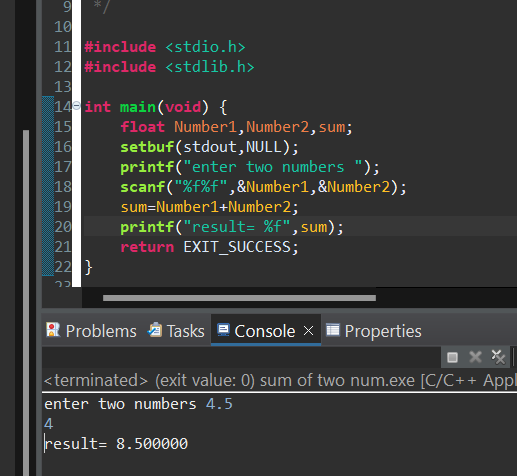 9 */
10
11 #include <stdio.h>
12 #include <stdlib.h>
13
14 int main(void) {
15 float Number1,Number2,sum;
16 setbuf(stdout,NULL);
17 printf("enter two numbers ");
18 scanf("%f%f",&Number1,&Number2);
19 sum=Number1+Number2;
20 printf("result= %f",sum);
21 return EXIT_SUCCESS;
22 }
23
Problems Tasks Console Properties
<terminated> (exit value: 0) sum of two num.exe [C/C++ Appl
enter two numbers 4.5
4
result= 8.500000